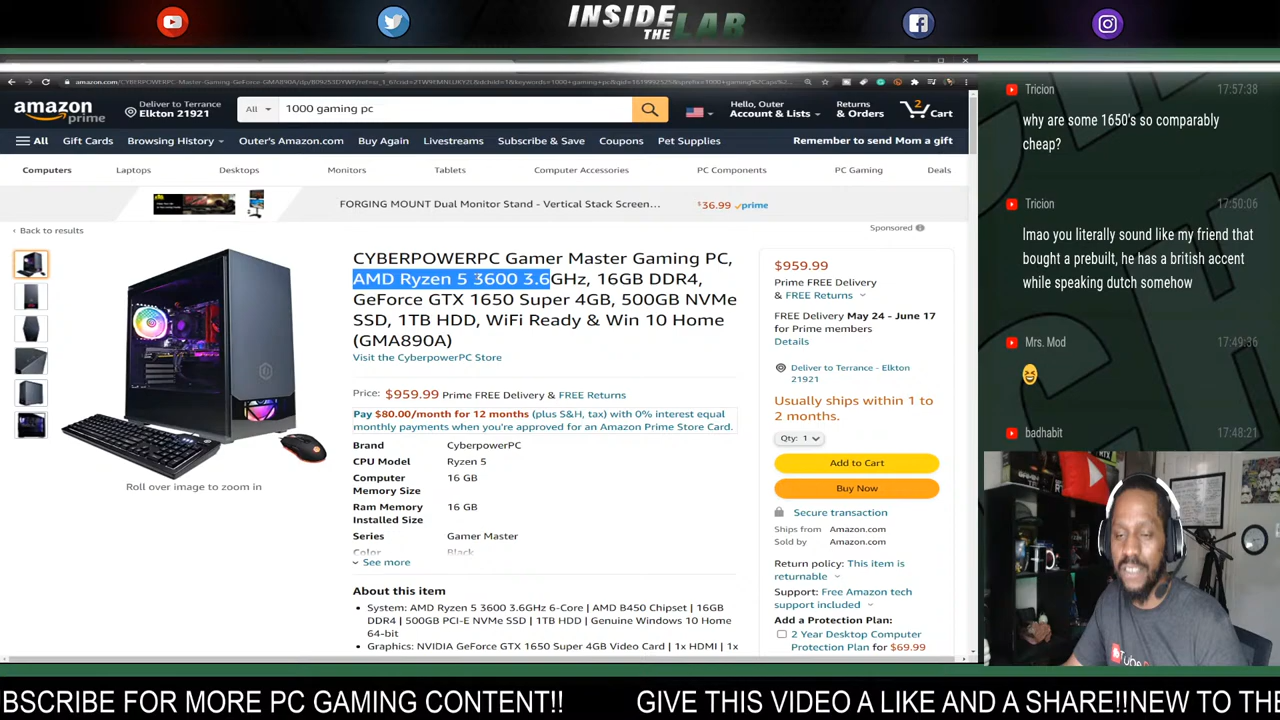 INSIDE
THE LAB
amazon
prime
Deliver to Terrance
Elkton 21921
All
1000 gaming pc
Hello, Outer
Account & Lists
Returns
& Orders
2
Cart
All
Gift Cards
Browsing History
Outer's Amazon.com
Buy Again
Livestreams
Subscribe & Save
Coupons
Pet Supplies
Remember to send Mom a gift
Computers
Laptops
Desktops
Monitors
Tablets
Computer Accessories
PC Components
PC Gaming
Deals
FORGING MOUNT Dual Monitor Stand - Vertical Stack Screen...
$36.99 prime
Sponsored
‹ Back to results
CYBERPOWERPC Gamer Master Gaming PC,
AMD Ryzen 5 3600 3.6GHz, 16GB DDR4,
GeForce GTX 1650 Super 4GB, 500GB NVMe
SSD, 1TB HDD, WiFi Ready & Win 10 Home
(GMA890A)
Visit the CyberpowerPC Store
Price: $959.99 Prime FREE Delivery & FREE Returns
Pay $80.00/month for 12 months (plus S&H, tax) with 0% interest equal
monthly payments when you're approved for an Amazon Prime Store Card.
Brand CyberpowerPC
CPU Model Ryzen 5
Computer 16 GB
Memory Size
Ram Memory 16 GB
Installed Size
Series Gamer Master
Color Black
See more
Roll over image to zoom in
About this item
• System: AMD Ryzen 5 3600 3.6GHz 6-Core | AMD B450 Chipset | 16GB
DDR4 | 500GB PCI-E NVMe SSD | 1TB HDD | Genuine Windows 10 Home
64-bit
• Graphics: NVIDIA GeForce GTX 1650 Super 4GB Video Card | 1x HDMI | 1x
$959.99
Prime FREE Delivery
& FREE Returns
FREE Delivery May 24 - June 17
for Prime members
Details
Deliver to Terrance - Elkton
21921
Usually ships within 1 to
2 months.
Qty: 1
Add to Cart
Buy Now
Secure transaction
Ships from Amazon.com
Sold by Amazon.com
Return policy: This item is
returnable
Support: Free Amazon tech
support included
Add a Protection Plan:
2 Year Desktop Computer
Protection Plan for $69.99
Tricion 17:57:38
why are some 1650's so comparably
cheap?
Tricion 17:50:06
lmao you literally sound like my friend that
bought a prebuilt, he has a british accent
while speaking dutch somehow
Mrs. Mod 17:49:36
badhabit 17:48:21
BSCRIBE FOR MORE PC GAMING CONTENT!! GIVE THIS VIDEO A LIKE AND A SHARE!!NEW TO THE